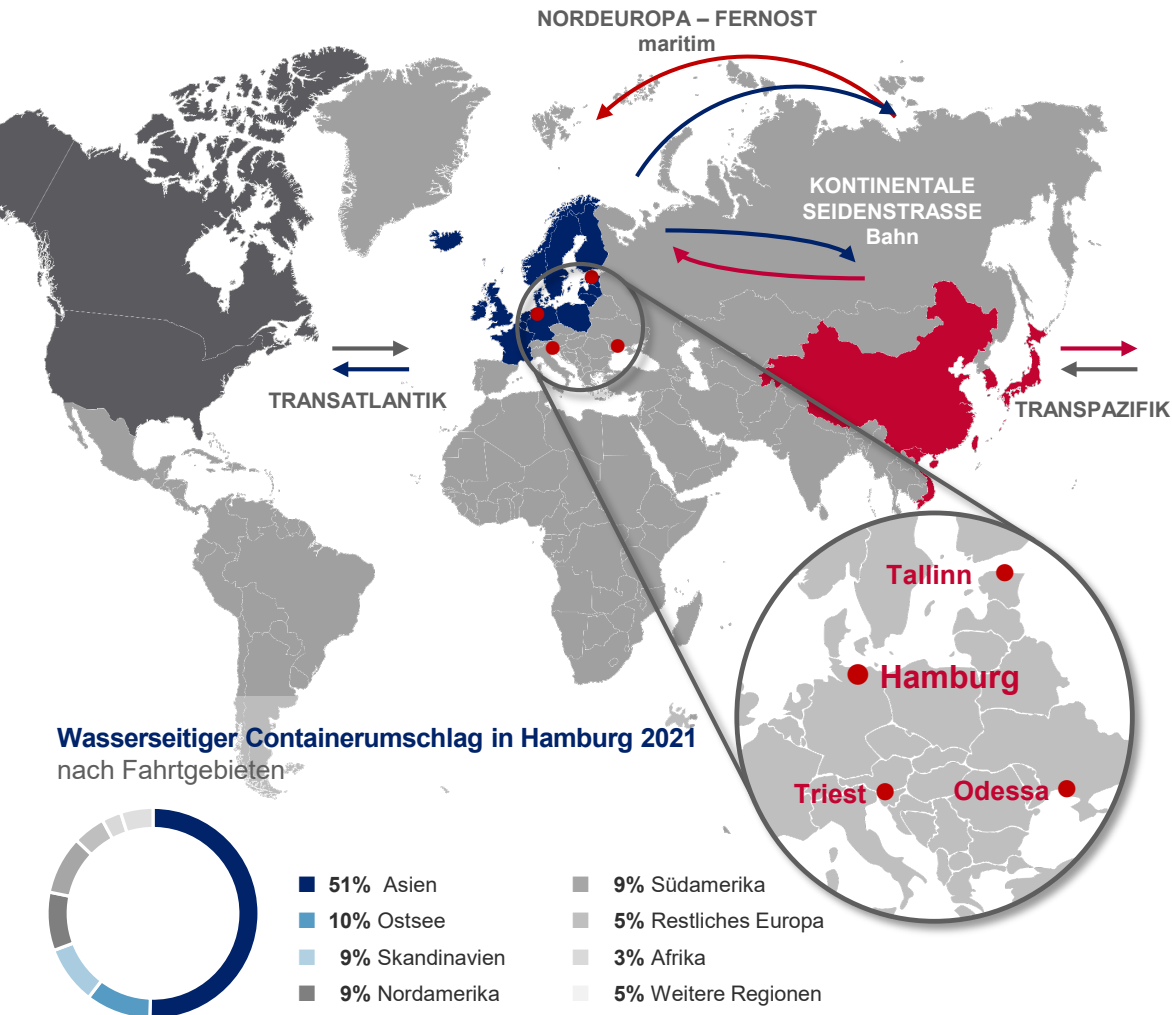 NORDEUROPA – FERNOST
maritim
KONTINENTALE
SEIDENSTRASSE
Bahn
TRANSATLANTIK
TRANSPAZIFIK
Tallinn
Hamburg
Triest
Odessa
Wasserseitiger Containerumschlag in Hamburg 2021
nach Fahrtgebieten
51% Asien
10% Ostsee
9% Skandinavien
9% Nordamerika
9% Südamerika
5% Restliches Europa
3% Afrika
5% Weitere Regionen